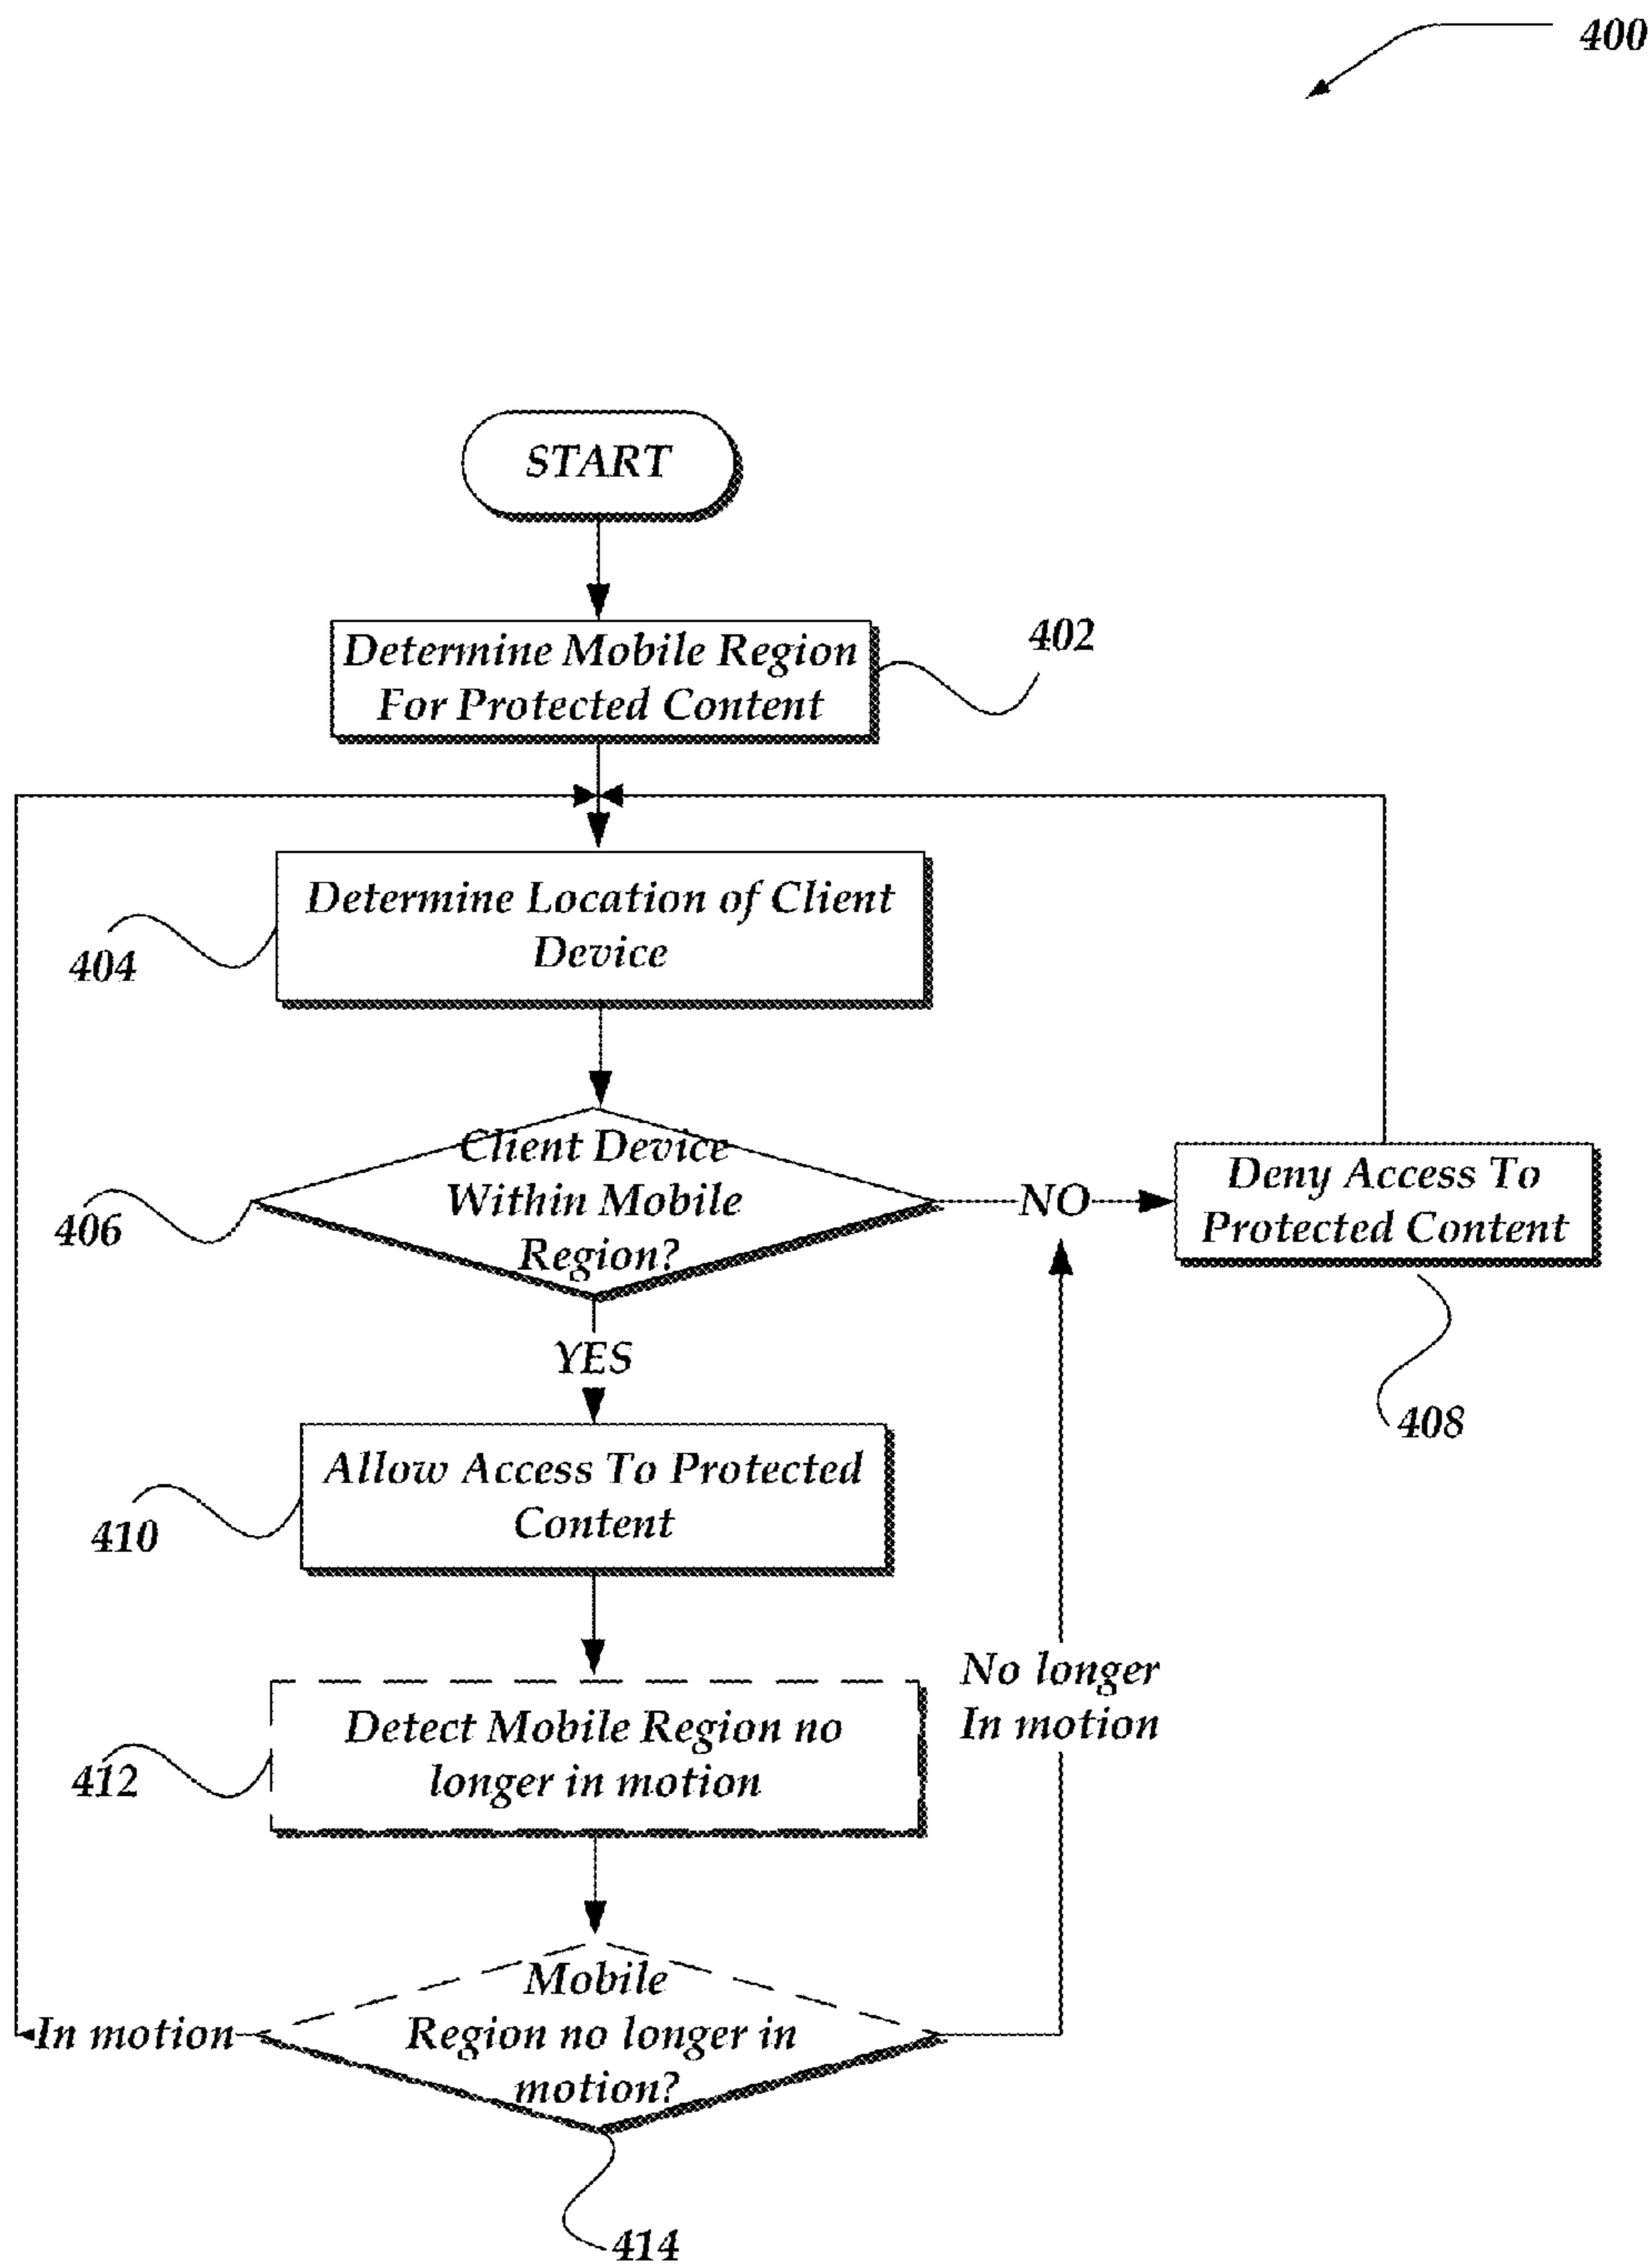 400
START
Determine Mobile Region
For Protected Content
402
Determine Location of Client
Device
404
Client Device
Within Mobile
Region?
406
NO
Deny Access To
Protected Content
408
YES
Allow Access To Protected
Content
410
Detect Mobile Region no
longer in motion
412
No longer
In motion
Mobile
Region no longer in
motion?
In motion
414